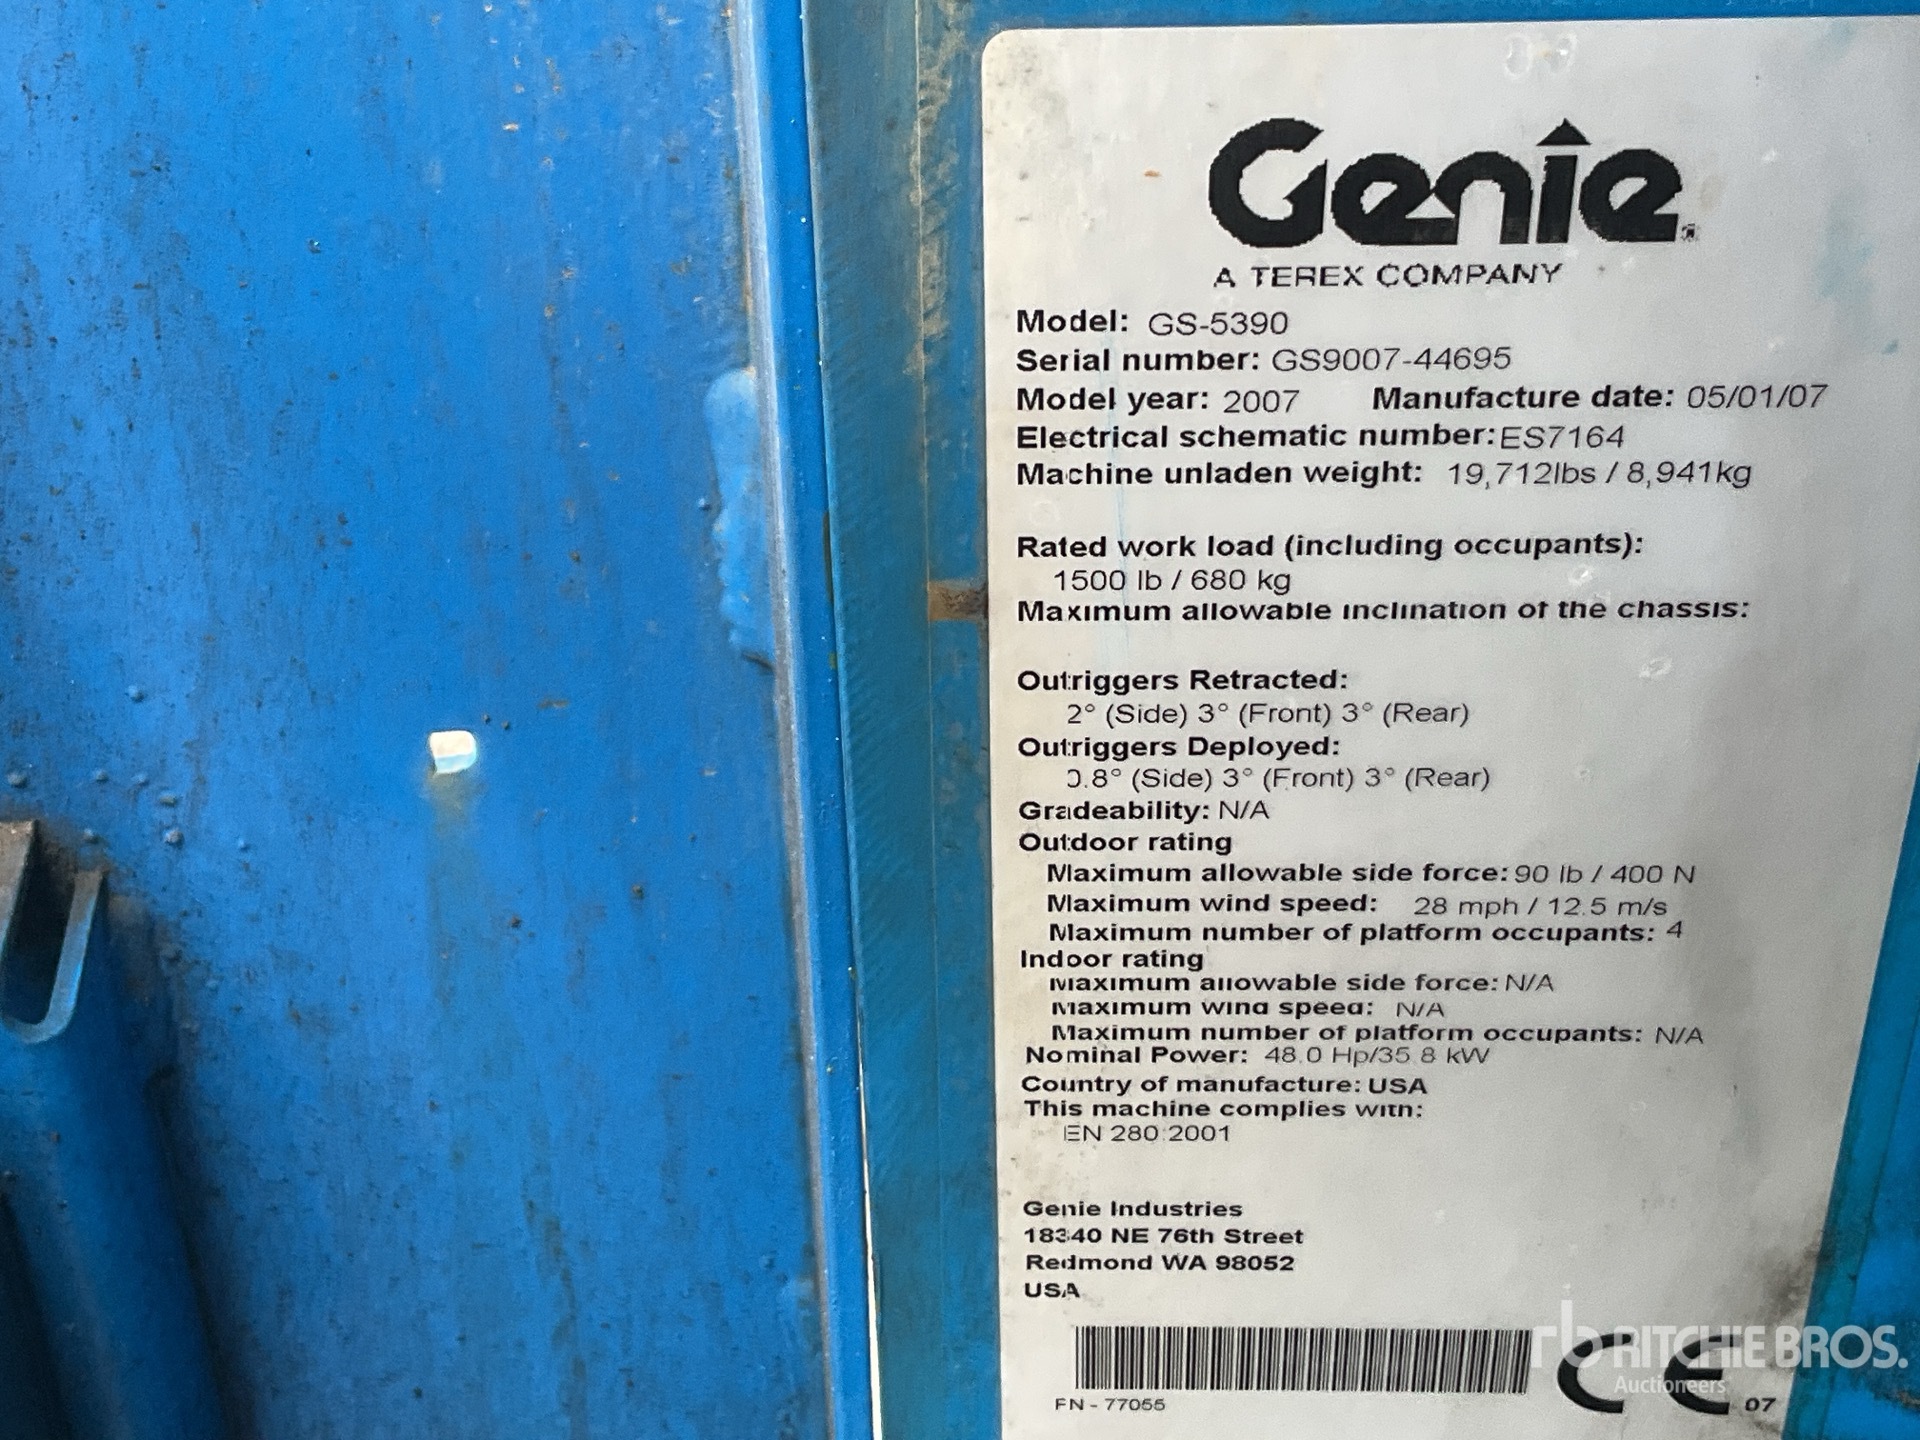 Genie
A TEREX COMPANY
Model: GS-5390
Serial number: GS9007-44695
Model year: 2007 Manufacture date: 05/01/07
Electrical schematic number:ES7164
Machine unladen weight: 19,712lbs / 8,941kg
Rated work load (including occupants):
1500 lb / 680 kg
Maximum allowable inclination of the chassis:
Outriggers Retracted:
2° (Side) 3° (Front) 3° (Rear)
Outriggers Deployed:
0.8° (Side) 3° (Front) 3° (Rear)
Gradeability: N/A
Outdoor rating
Maximum allowable side force: 90 lb / 400 N
Maximum wind speed: 28 mph / 12.5 m/s
Maximum number of platform occupants: 4
Indoor rating
Maximum allowable side force: N/A
Maximum wind speed: N/A
Maximum number of platform occupants: N/A
Nominal Power: 48.0 Hp/35.8 kW
Country of manufacture: USA
This machine complies with:
EN 280:2001
Genie Industries
18340 NE 76th Street
Redmond WA 98052
USA
CE
rb RITCHIE BROS.
Auctioneers
PN - 77055
07